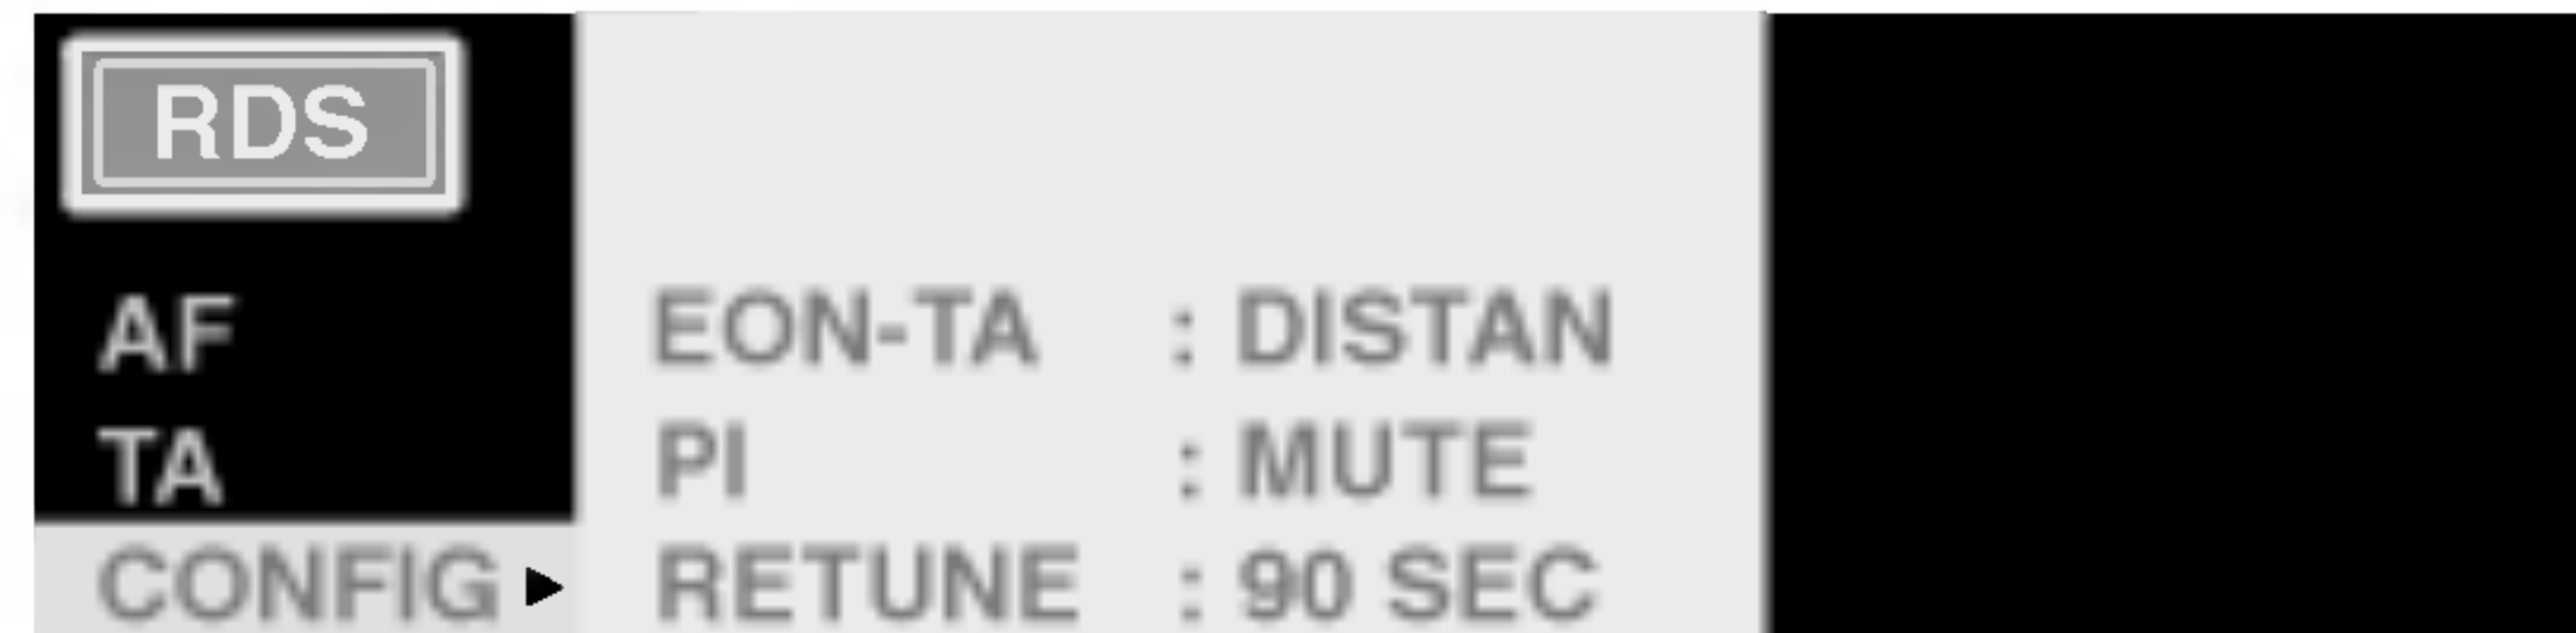 RDS
AF
TA
CONFIG ▶
EON-TA : DISTAN
PI : MUTE
RETUNE : 90 SEC